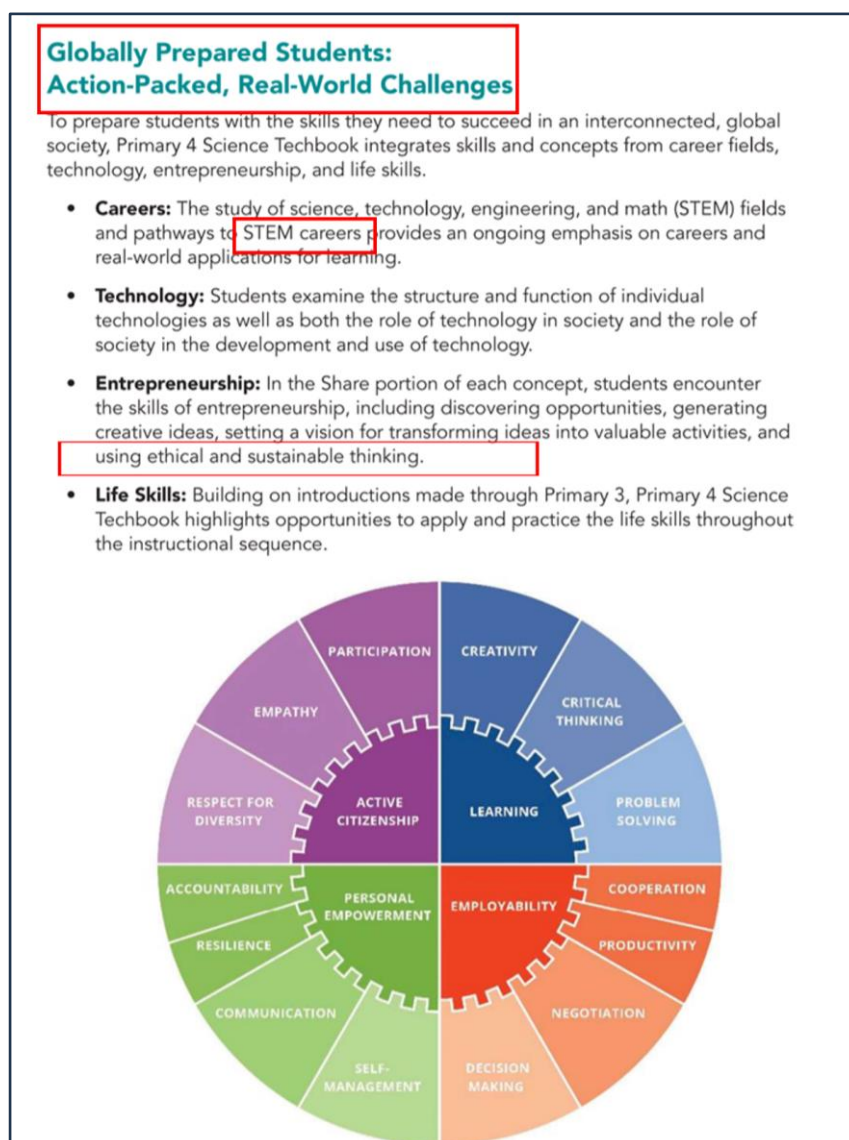 Globally Prepared Students:
Action-Packed, Real-World Challenges
To prepare students with the skills they need to succeed in an interconnected, global
society, Primary 4 Science Techbook integrates skills and concepts from career fields,
technology, entrepreneurship, and life skills.
• Careers: The study of science, technology, engineering, and math (STEM) fields
and pathways to STEM careers provides an ongoing emphasis on careers and
real-world applications for learning.
• Technology: Students examine the structure and function of individual
technologies as well as both the role of technology in society and the role of
society in the development and use of technology.
• Entrepreneurship: In the Share portion of each concept, students encounter
the skills of entrepreneurship, including discovering opportunities, generating
creative ideas, setting a vision for transforming ideas into valuable activities, and
using ethical and sustainable thinking.
• Life Skills: Building on introductions made through Primary 3, Primary 4 Science
Techbook highlights opportunities to apply and practice the life skills throughout
the instructional sequence.
PARTICIPATION
CREATIVITY
EMPATHY
CRITICAL
THINKING
RESPECT FOR
DIVERSITY
ACTIVE
CITIZENSHIP
LEARNING
PROBLEM
SOLVING
ACCOUNTABILITY
PERSONAL
EMPOWERMENT
EMPLOYABILITY
COOPERATION
RESILIENCE
PRODUCTIVITY
COMMUNICATION
NEGOTIATION
SELF-
MANAGEMENT
DECISION
MAKING